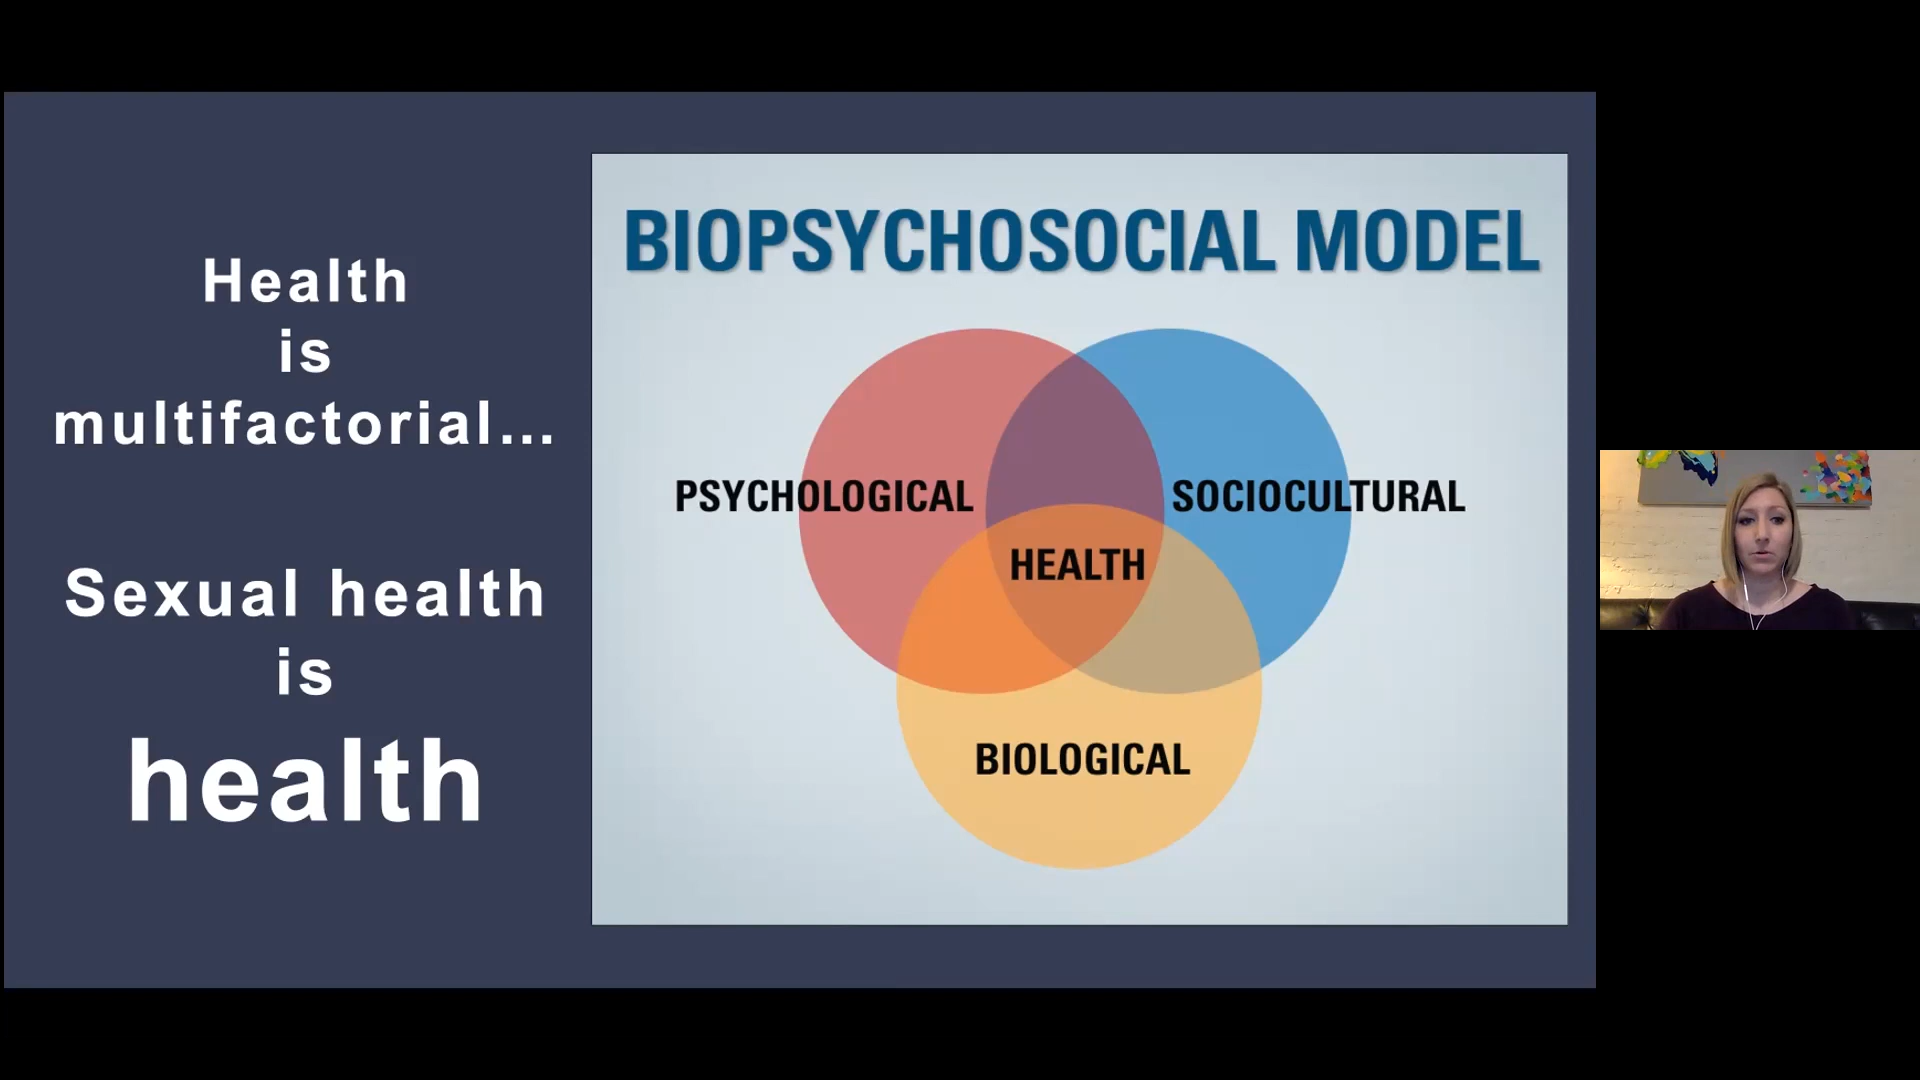 Health
is
multifactorial...
Sexual health
is
health
BIOPSYCHOSOCIAL MODEL
PSYCHOLOGICAL
SOCIOCULTURAL
HEALTH
BIOLOGICAL